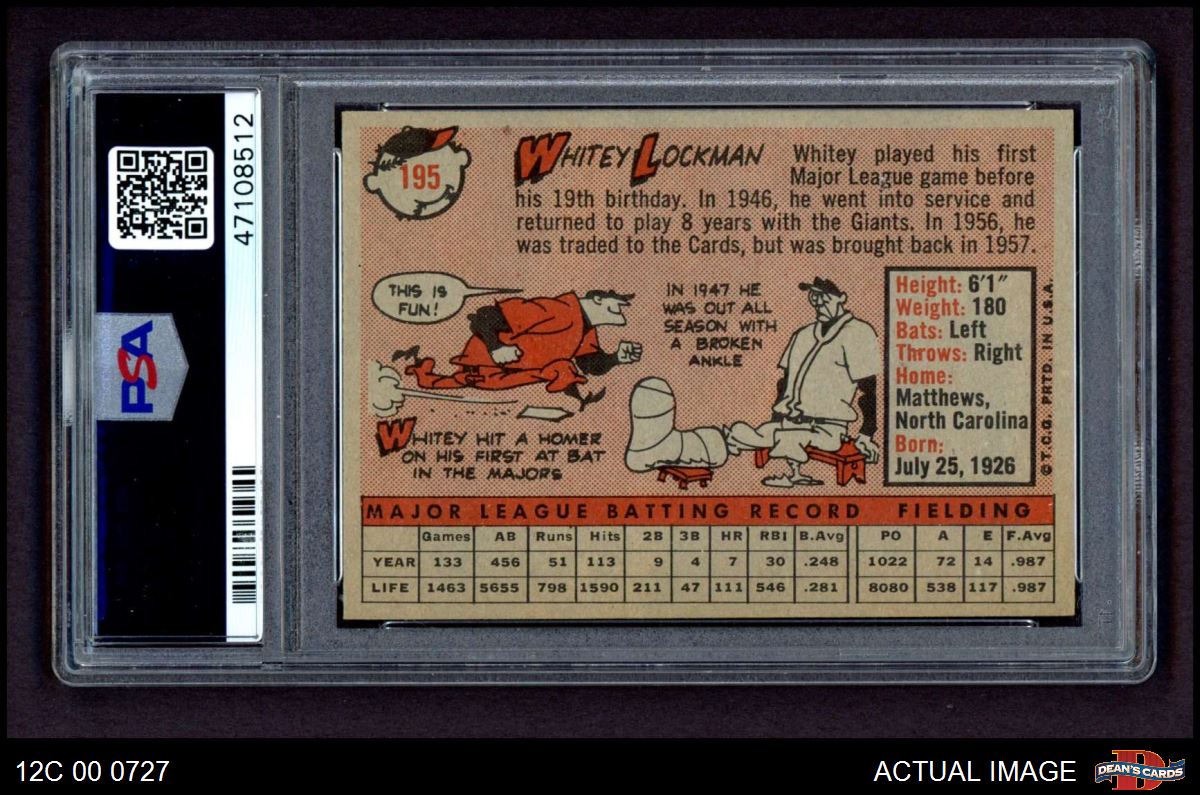 47108512
PSA
195
WHITEY LOCKMAN
Whitey played his first
Major League game before
his 19th birthday. In 1946, he went into service and
returned to play 8 years with the Giants. In 1956, he
was traded to the Cards, but was brought back in 1957.
THIS IS
FUN!
WHITEY HIT A HOMER
ON HIS FIRST AT BAT
IN THE MAJORS
IN 1947 HE
WAS OUT ALL
SEASON WITH
A BROKEN
ANKLE
Height: 6'1"
Weight: 180
Bats: Left
Throws: Right
Home:
Matthews,
North Carolina
Born;
July 25, 1926
©T.C.G. PRTD. IN U.S.A.
MAJOR LEAGUE BATTING RECORD FIELDING
Games AB Runs Hits 2B 3B HR RBI B.Avg PO A E F.Avg
YEAR 133 456 51 113 9 4 7 30 .248 1022 72 14 .987
LIFE 1463 5655 798 1590 211 47 111 546 .281 8080 538 117 .987
12C 00 0727
ACTUAL IMAGE
DEAN'S CARDS